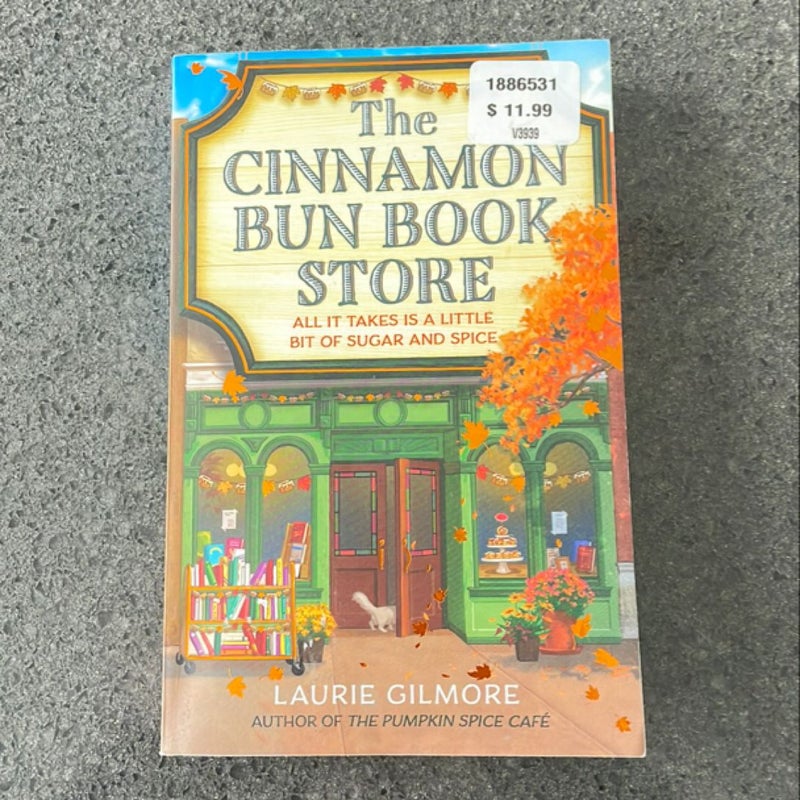 1886531
$ 11.99
V3939
The
CINNAMON
BUN BOOK
STORE
ALL IT TAKES IS A LITTLE
BIT OF SUGAR AND SPICE
LAURIE GILMORE
AUTHOR OF THE PUMPKIN SPICE CAFÉ